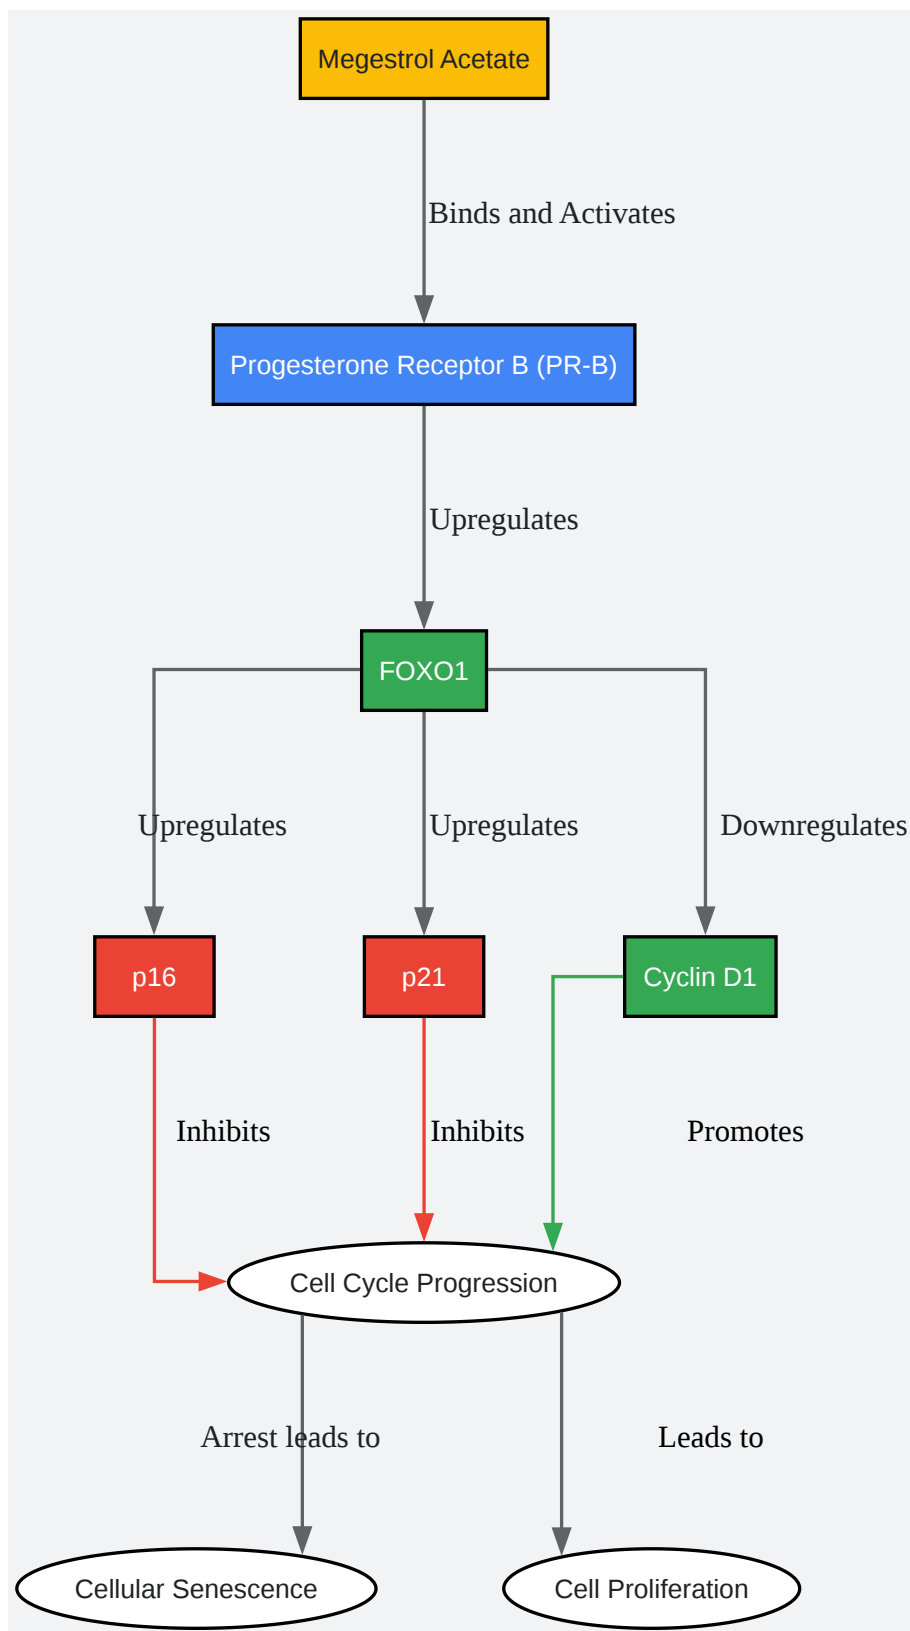 Megestrol Acetate
Binds and Activates
Progesterone Receptor B (PR-B)
Upregulates
FOXO1
Upregulates
Upregulates
Downregulates
p16
p21
Cyclin D1
Inhibits
Inhibits
Promotes
Cell Cycle Progression
Arrest leads to
Leads to
Cellular Senescence
Cell Proliferation